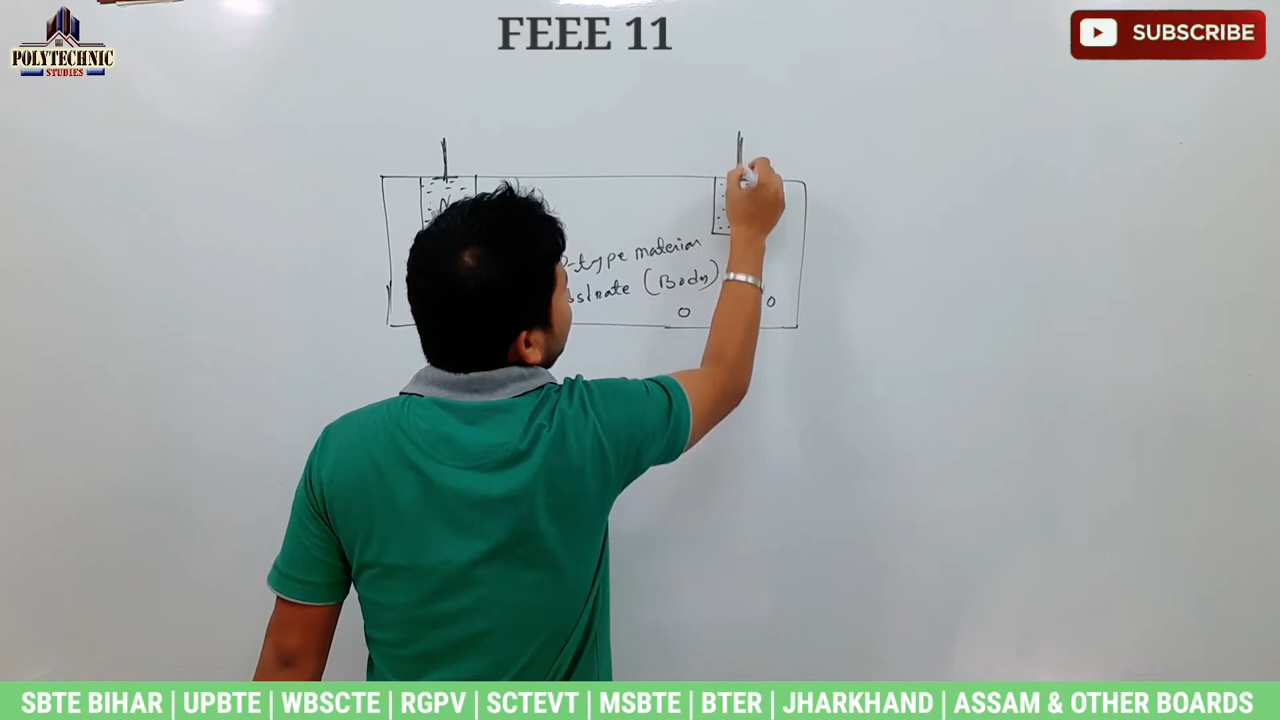 FEEE 11
POLYTECHNIC
STUDIES
SUBSCRIBE
N
P-type material
(Body)
SBTE BIHAR | UPBTE | WBSCTE | RGPV | SCTEVT | MSBTE | BTER | JHARKHAND | ASSAM & OTHER BOARDS